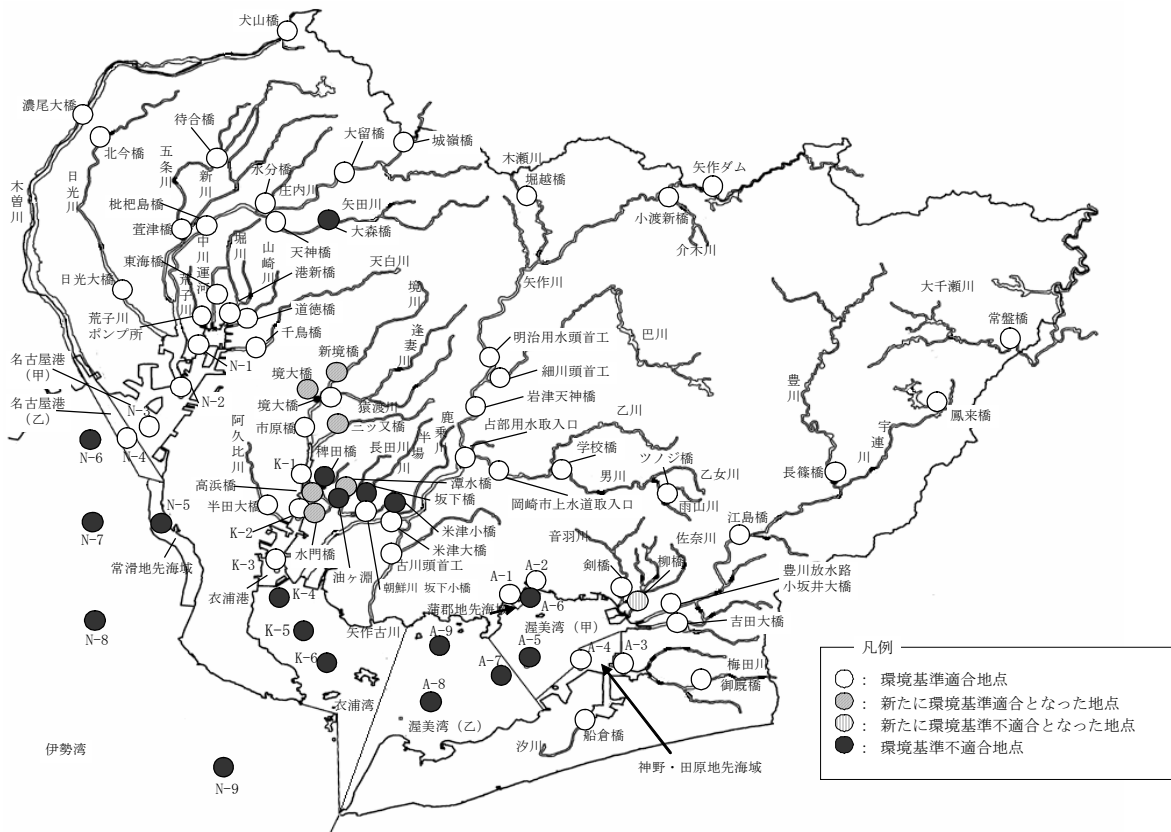 犬山橋
濃尾大橋
北今橋
待合橋
大留橋
城嶺橋
木瀬川
堀越橋
矢作ダム
小渡新橋
介木川
五条川
新川
水分橋
庄内川
矢田川
大森橋
日光川
木曽川
枇杷島橋
萱津橋
天神橋
中川運河
堀川
山崎川
東海橋
荒子川
港新橋
天白川
矢作川
日光大橋
道徳橋
荒子川
ポンプ所
千鳥橋
境川
逢妻川
巴川
大千瀬川
常盤橋
名古屋港
(甲)
N-1
新境橋
明治用水頭首工
N-2
境大橋
細川頭首工
豊川
鳳来橋
名古屋港
(乙)
N-3
境大橋
猿渡川
岩津天神橋
宇連川
N-4
N-6
阿久比川
市原橋
二ッ又橋
鹿乗川
占部用水取入口
乙川
学校橋
ツノジ橋
長篠橋
K-1
稗田橋
長田川
半場川
男川
乙女川
高浜橋
潭水橋
岡崎市上水道取入口
雨山川
半田大橋
坂下橋
N-5
N-7
K-2
米津小橋
江島橋
常滑地先海域
水門橋
米津大橋
音羽川
佐奈川
K-3
油ヶ淵
古川頭首工
剣橋
柳橋
朝鮮川
坂下小橋
A-1
A-2
豊川放水路
小坂井大橋
衣浦港
K-4
蒲郡地先海域
A-6
吉田大橋
N-8
K-5
矢作古川
A-9
渥美湾(甲)
K-6
A-7
A-5
A-4
A-3
梅田川
御厩橋
衣浦湾
A-8
渥美湾(乙)
船倉橋
汐川
伊勢湾
N-9
神野・田原地先海域
凡例
: 環境基準適合地点
: 新たに環境基準適合となった地点
: 新たに環境基準不適合となった地点
: 環境基準不適合地点